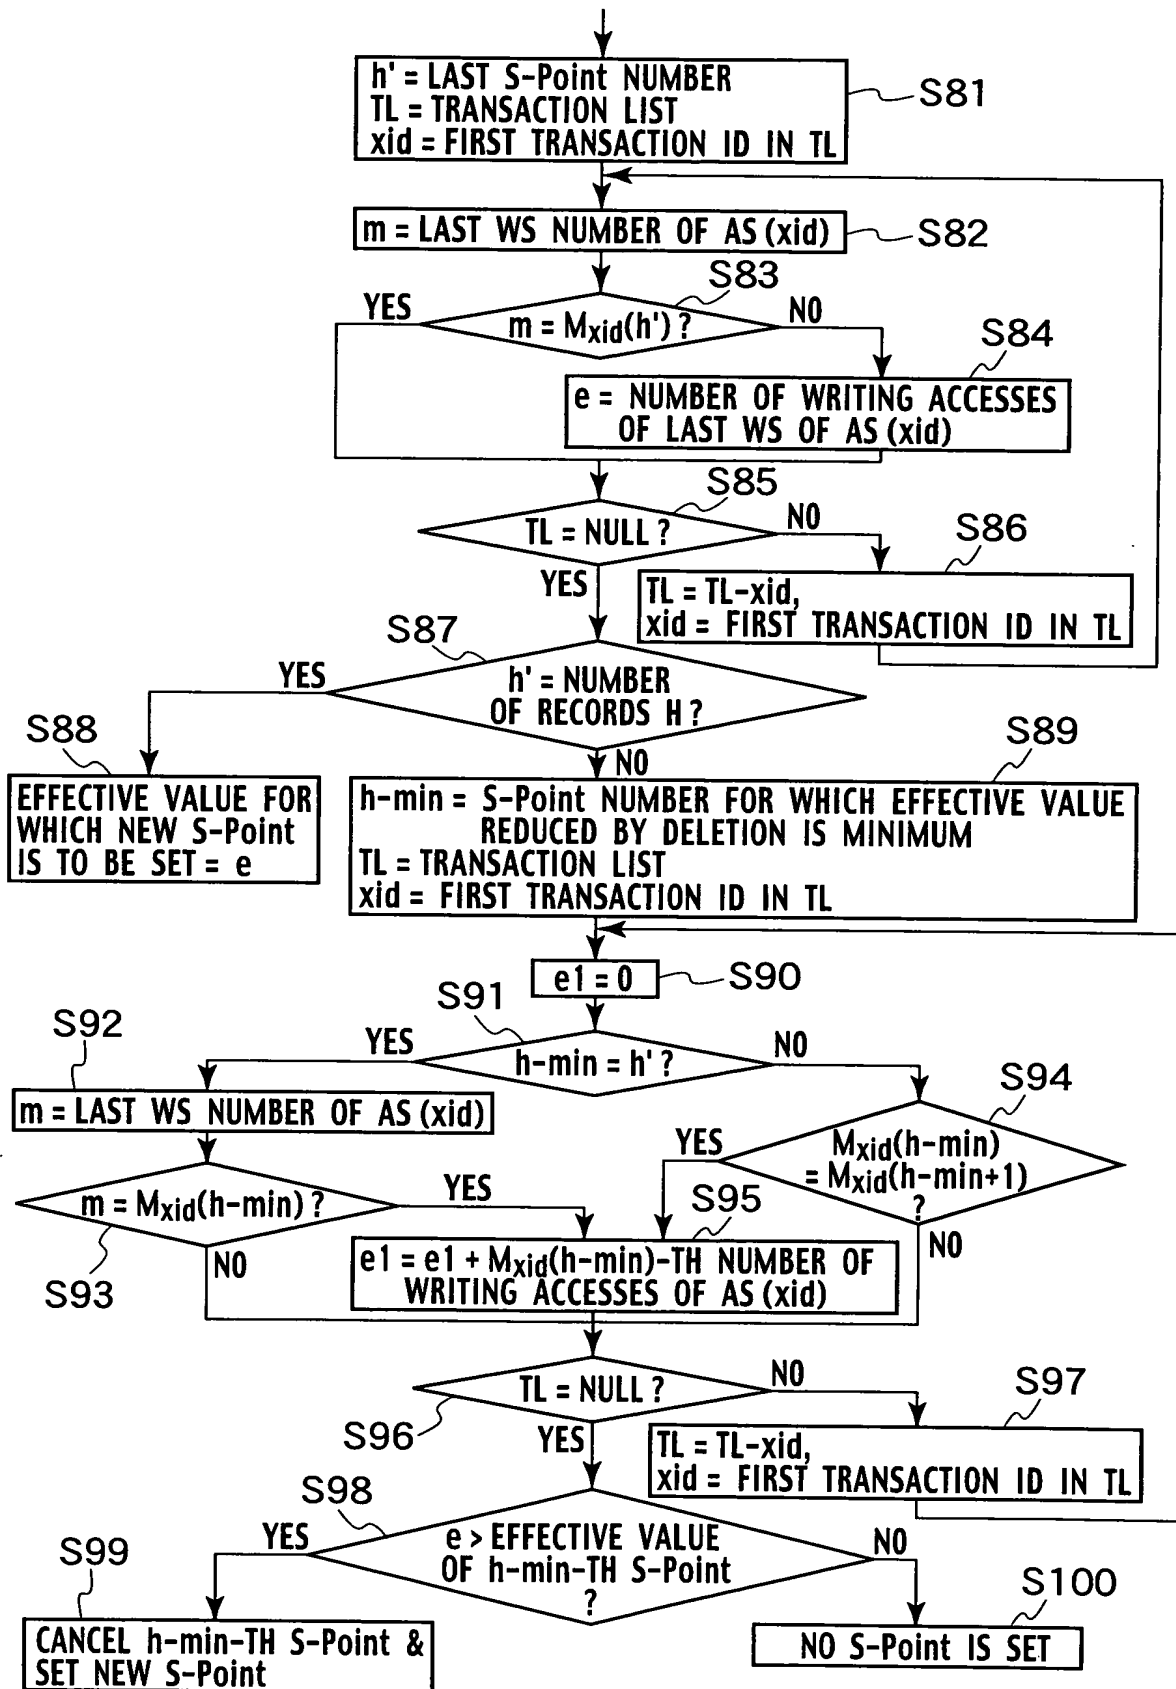 h' = LAST S-Point NUMBER
TL = TRANSACTION LIST
xid = FIRST TRANSACTION ID IN TL
S81
m = LAST WS NUMBER OF AS (xid)
S82
S83
YES
m = Mxid(h') ?
NO
S84
e = NUMBER OF WRITING ACCESSES
OF LAST WS OF AS (xid)
S85
TL = NULL ?
NO
S86
YES
TL = TL-xid,
xid = FIRST TRANSACTION ID IN TL
S87
YES
h' = NUMBER
OF RECORDS H ?
S88
S89
NO
EFFECTIVE VALUE FOR
WHICH NEW S-Point
IS TO BE SET = e
h-min = S-Point NUMBER FOR WHICH EFFECTIVE VALUE
REDUCED BY DELETION IS MINIMUM
TL = TRANSACTION LIST
xid = FIRST TRANSACTION ID IN TL
e1 = 0
S90
S91
S92
YES
h-min = h' ?
NO
S94
m = LAST WS NUMBER OF AS (xid)
YES
Mxid(h-min)
= Mxid(h-min+1)
?
m = Mxid(h-min) ?
YES
S95
NO
NO
S93
e1 = e1 + Mxid(h-min)-TH NUMBER OF
WRITING ACCESSES OF AS (xid)
TL = NULL ?
NO
S97
S96
YES
TL = TL-xid,
xid = FIRST TRANSACTION ID IN TL
S98
YES
e > EFFECTIVE VALUE
OF h-min-TH S-Point
?
NO
S99
S100
CANCEL h-min-TH S-Point &
SET NEW S-Point
NO S-Point IS SET